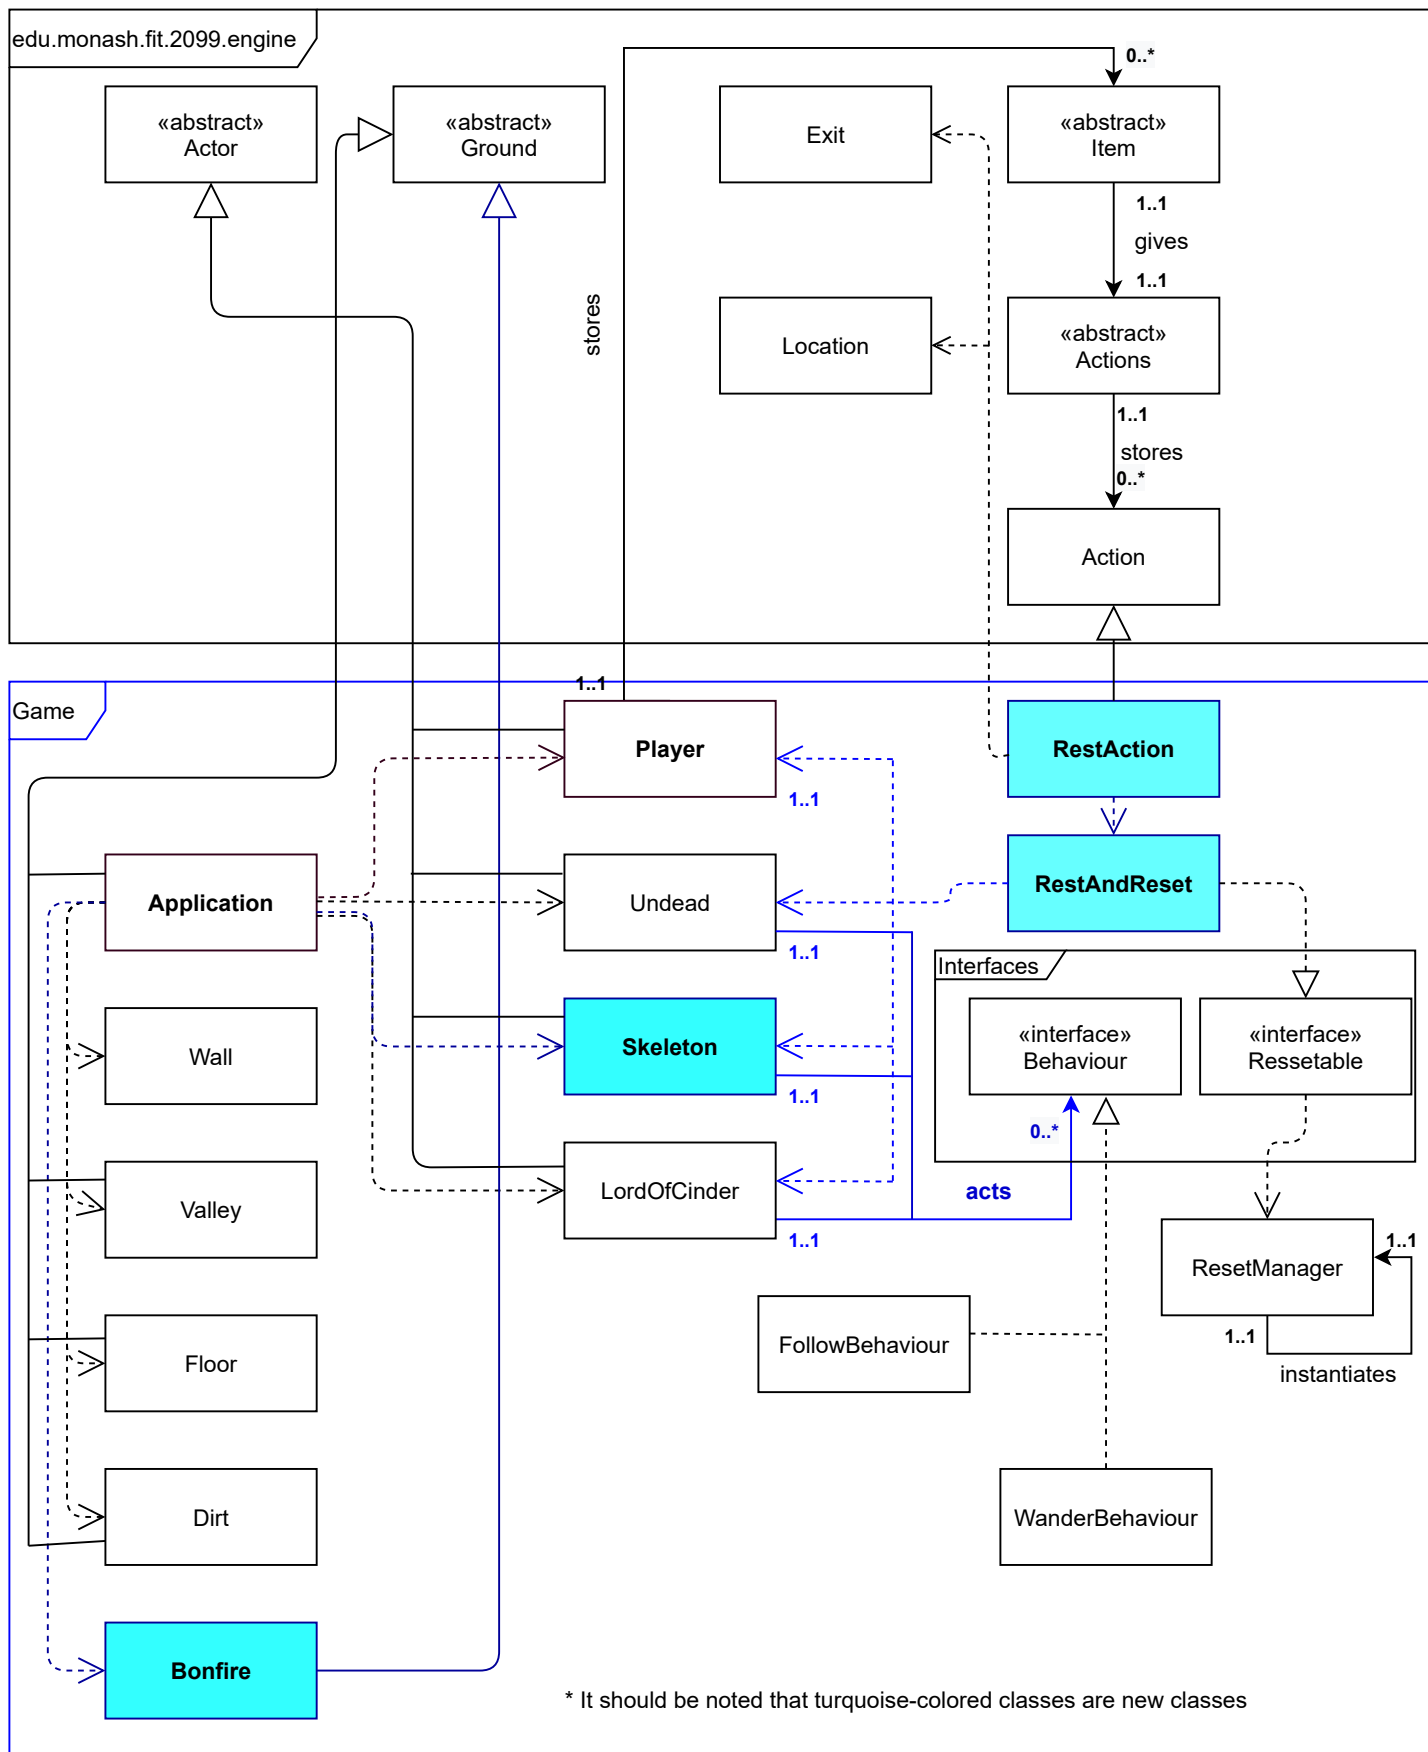 edu.monash.fit.2099.engine
0..*
«abstract»
Actor
«abstract»
Ground
Exit
«abstract»
Item
1..1
gives
1..1
stores
Location
«abstract»
Actions
1..1
stores
0..*
Action
1..1
Game
Player
RestAction
1..1
Application
Undead
RestAndReset
1..1
Interfaces
Wall
Skeleton
«interface»
Behaviour
«interface»
Ressetable
1..1
0..*
Valley
LordOfCinder
acts
1..1
1..1
ResetManager
1..1
instantiates
Floor
FollowBehaviour
Dirt
WanderBehaviour
Bonfire
* It should be noted that turquoise-colored classes are new classes